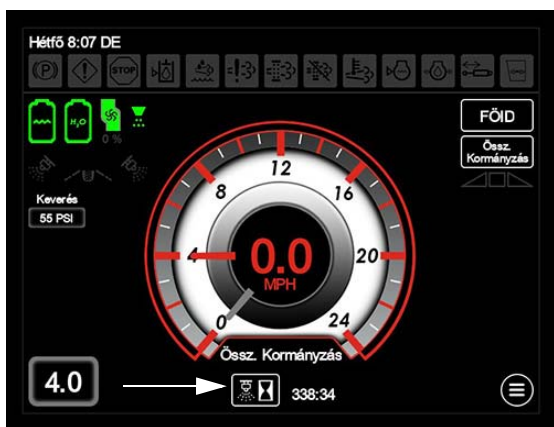 Hétfő 8:07 DE
(P) STOP
H₂O
0 %
FÖlD
Össz.
Kormányzás
Keverés
55 PSI
0 4 8 12 16 20 24
0.0
MPH
Össz. Kormányzás
4.0
338:34